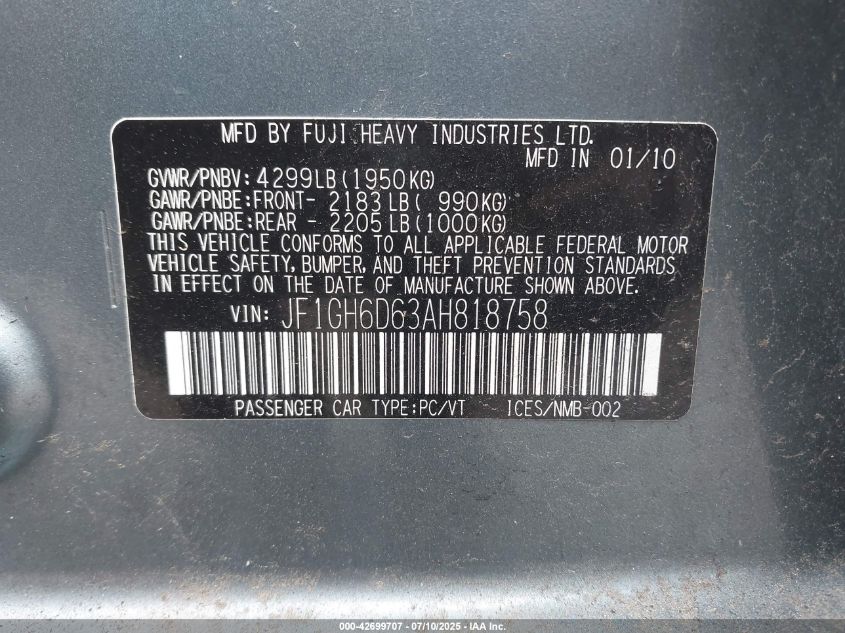 MFD BY FUJI HEAVY INDUSTRIES LTD.
MFD IN 01/10
GVWR/PNBV: 4299LB (1950KG)
GAWR/PNBE: FRONT- 2183 LB ( 990KG)
GAWR/PNBE: REAR - 2205 LB (1000KG)
THIS VEHICLE CONFORMS TO ALL APPLICABLE FEDERAL MOTOR
VEHICLE SAFETY, BUMPER, AND THEFT PREVENTION STANDARDS
IN EFFECT ON THE DATE OF MANUFACTURE SHOWN ABOVE.
VIN: JF1GH6D63AH818758
PASSENGER CAR TYPE: PC/VT ICES/NMB-002
000-42699707 - 07/10/2025 - IAA Inc.